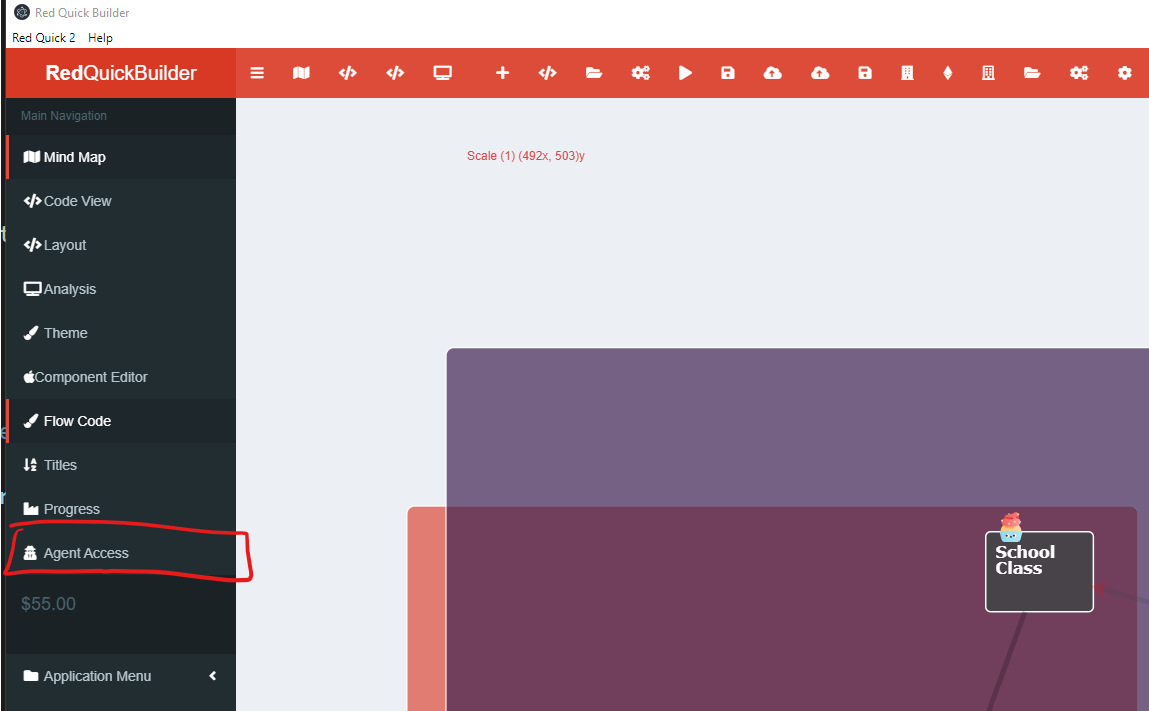 Red Quick Builder
Red Quick 2 Help
RedQuickBuilder
Main Navigation
Mind Map
Code View
Layout
Analysis
Theme
Component Editor
Flow Code
Titles
Progress
Agent Access
$55.00
Application Menu
Scale (1) (492x, 503)y
School
Class